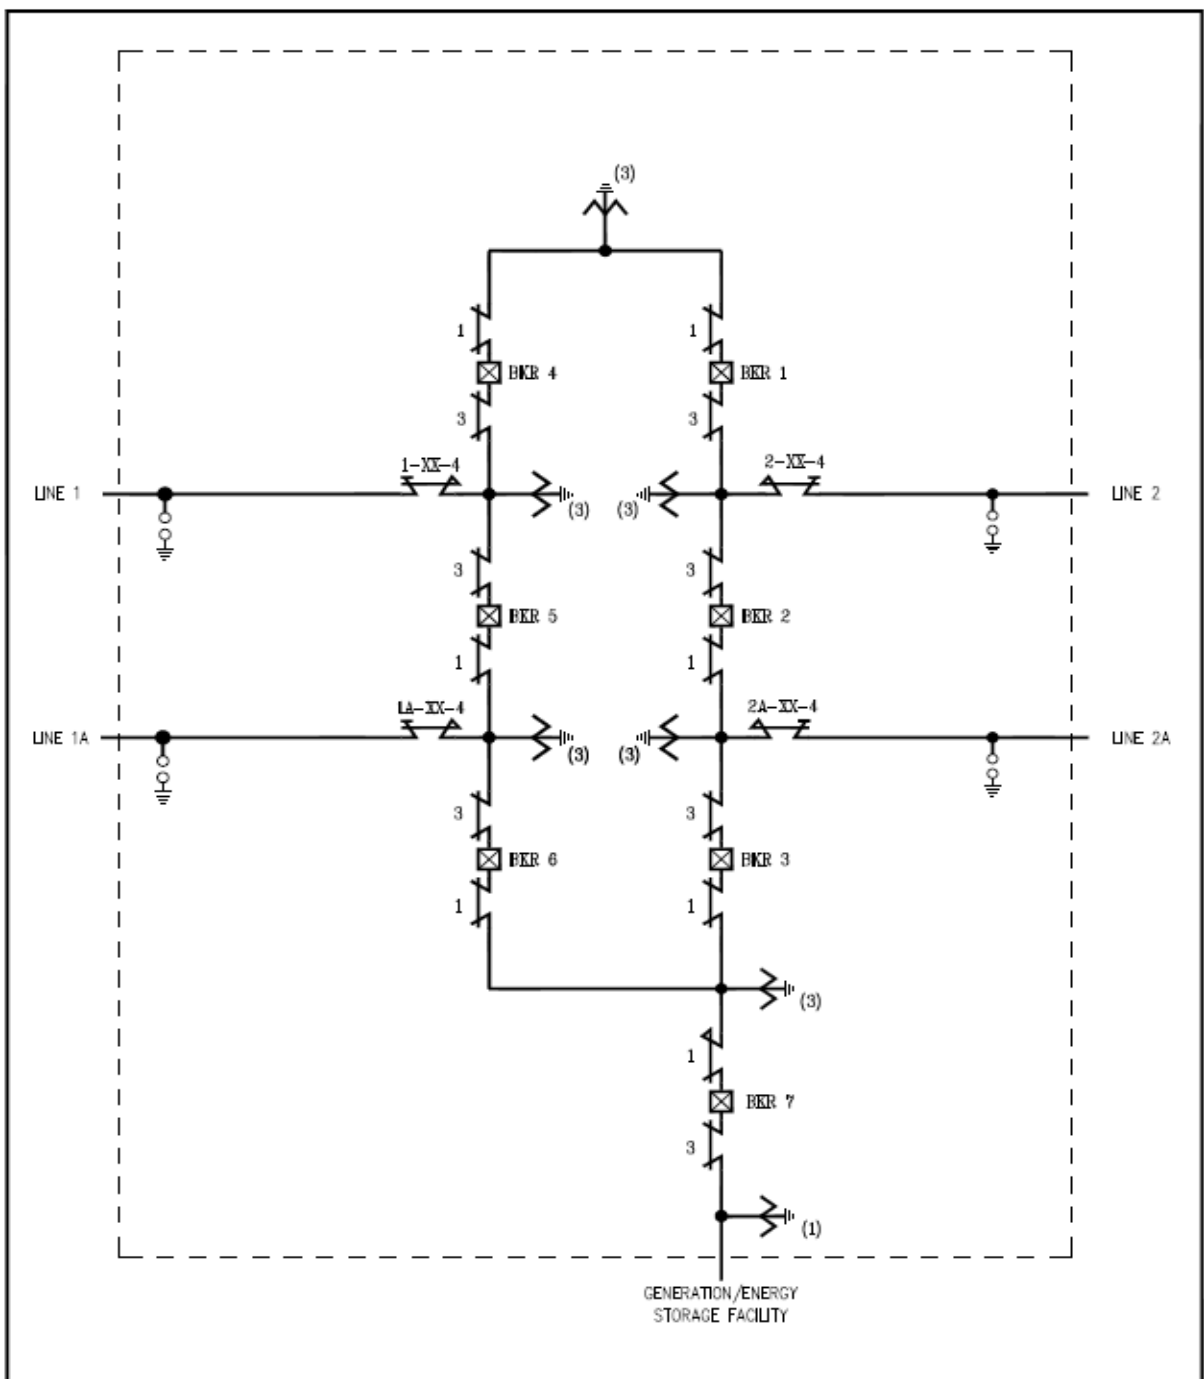 (3)
1
1
BKR 4
BKR 1
3
3
1-XX-4
2-XX-4
LINE 1
(3)
(3)
LINE 2
3
3
BKR 5
BKR 2
1
1
1A-XX-4
2A-XX-4
LINE 1A
(3)
(3)
LINE 2A
3
3
BKR 6
BKR 3
1
1
(3)
1
BKR 7
3
(1)
GENERATION/ENERGY
STORAGE FACILITY